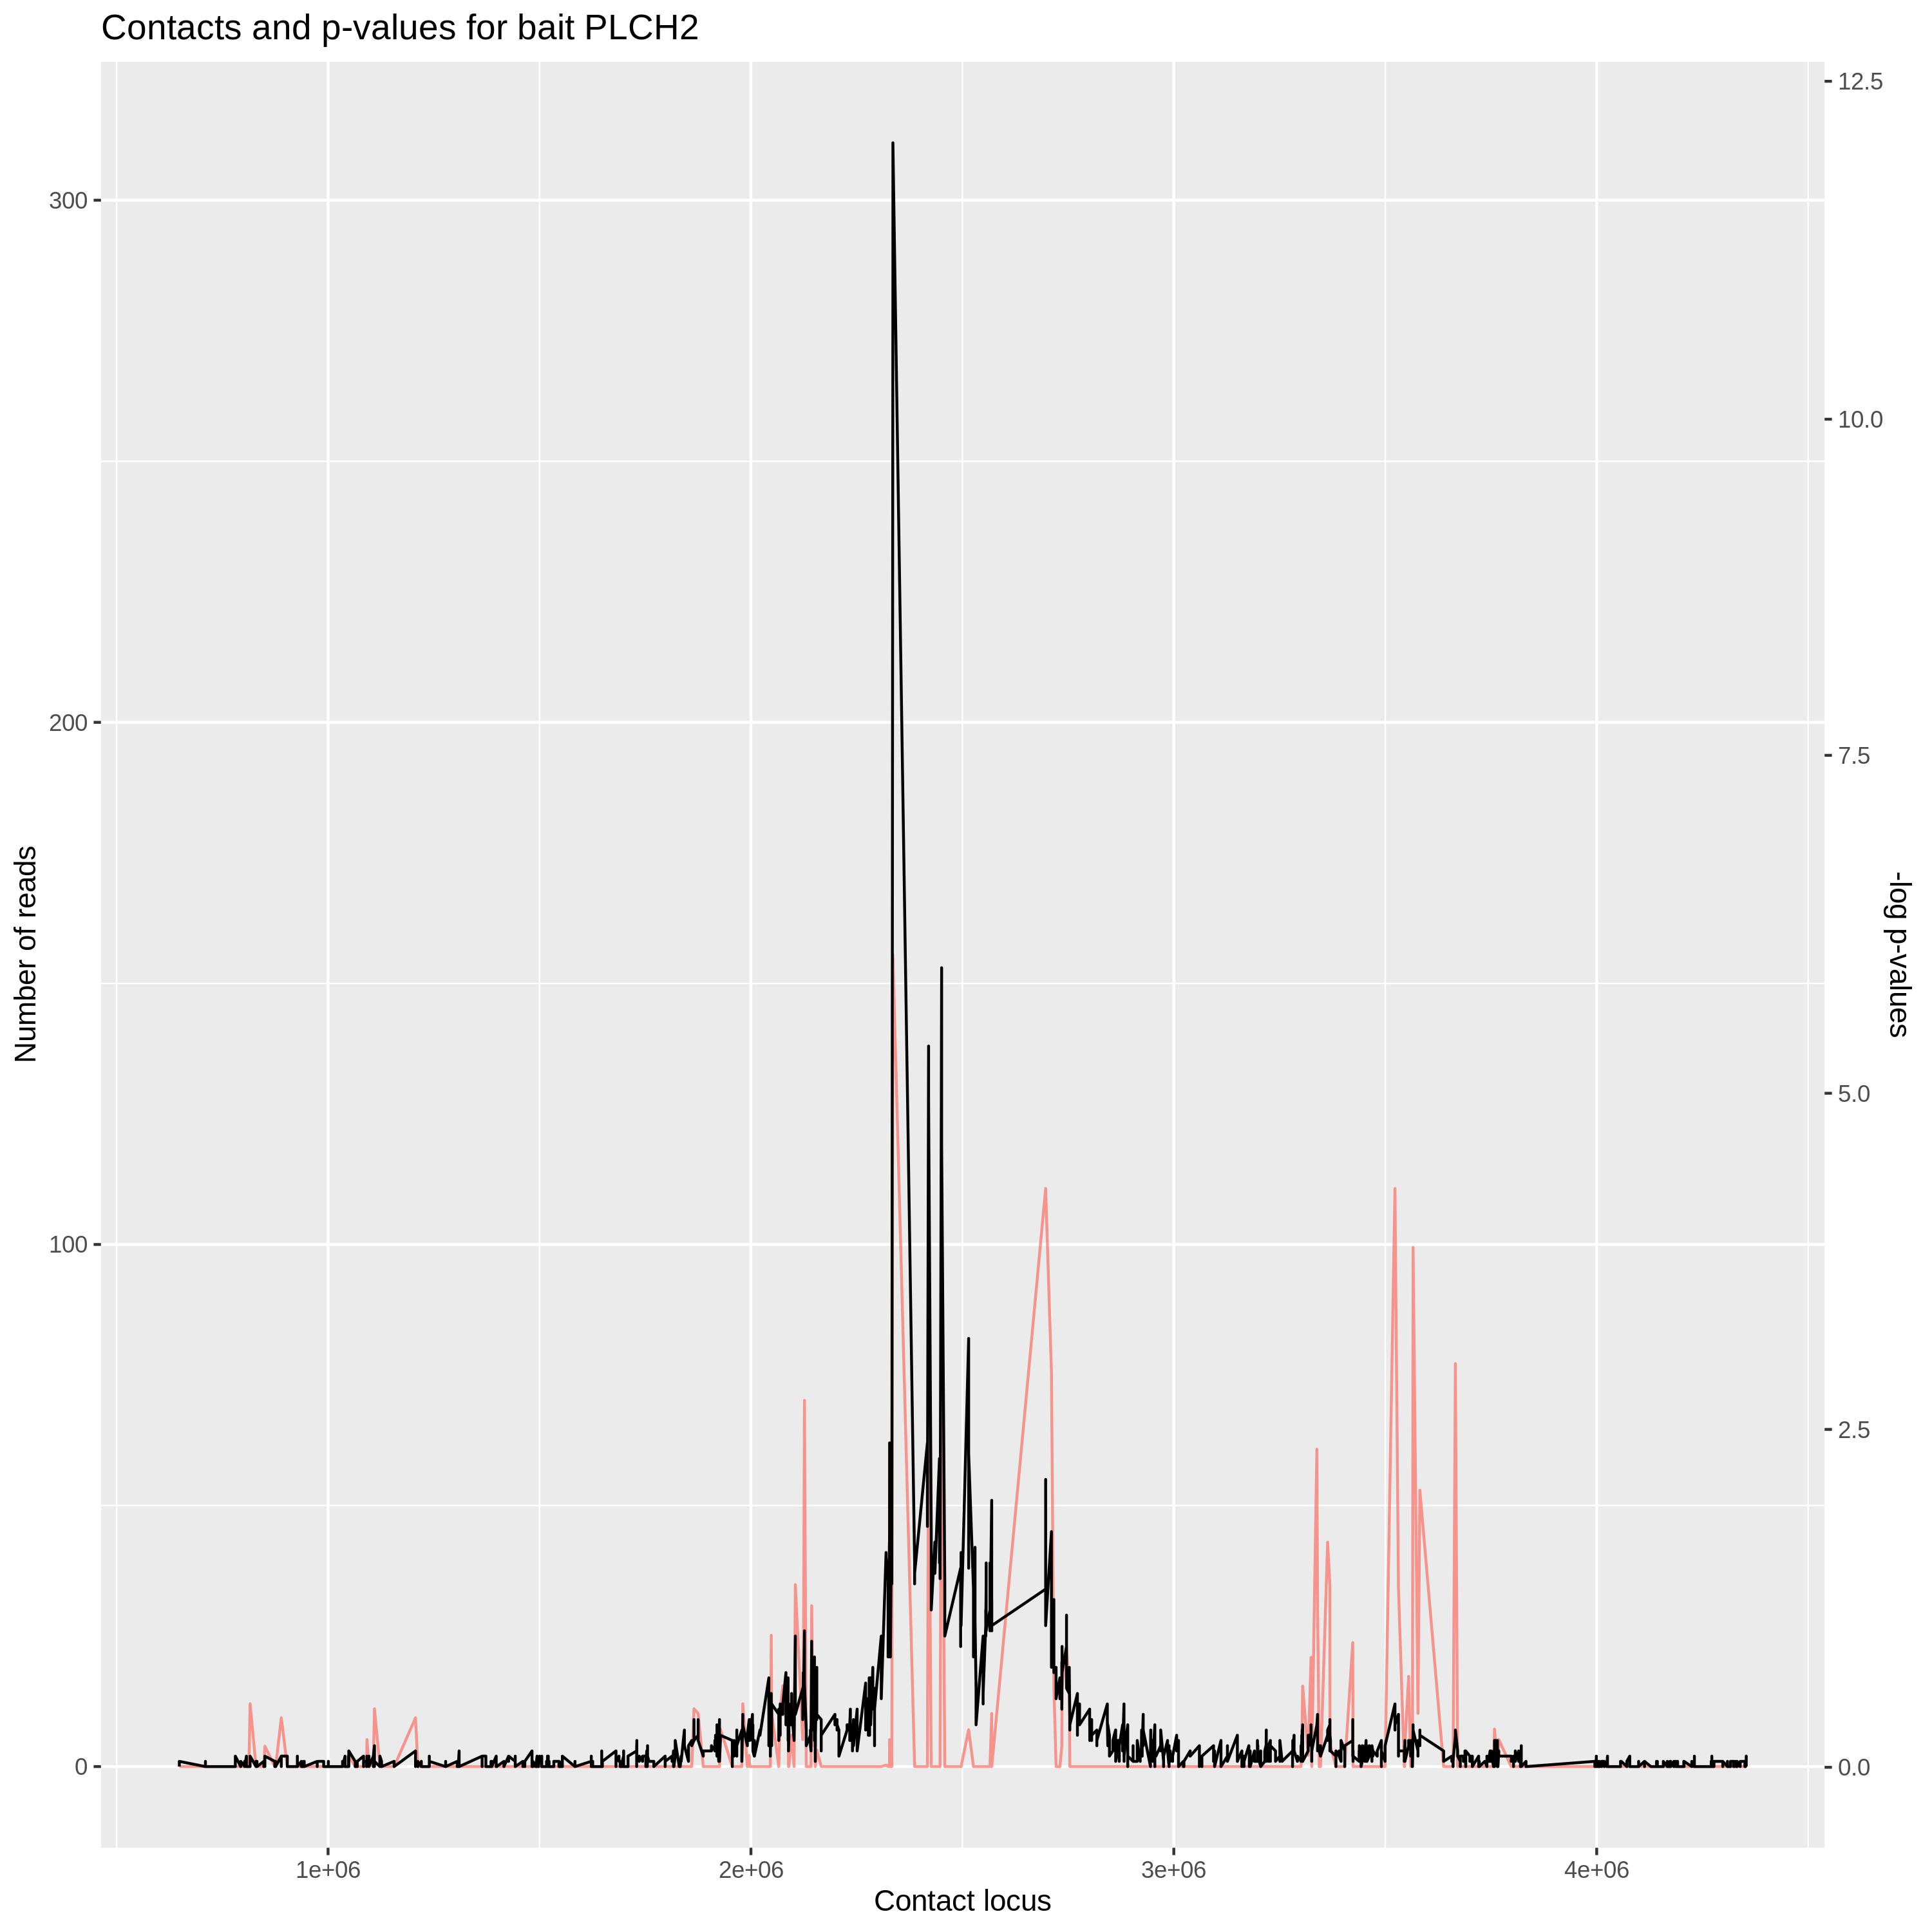 Contacts and p-values for bait PLCH2
Number of reads
300
200
100
0
12.5
10.0
7.5
5.0
2.5
0.0
-log p-values
1e+06
2e+06
3e+06
4e+06
Contact locus